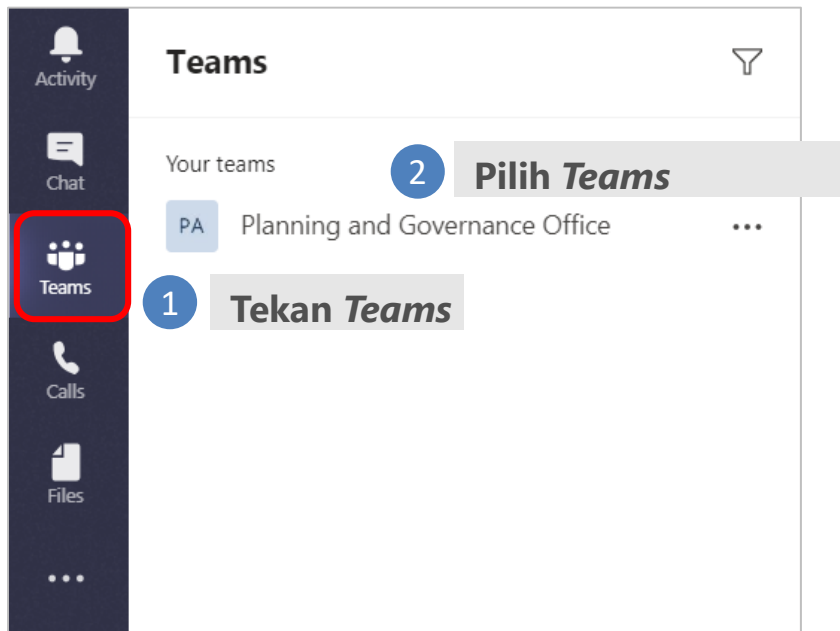 Activity
Chat
Teams
Calls
Files
Teams
Your teams
2 Pilih Teams
PA Planning and Governance Office
1 Tekan Teams